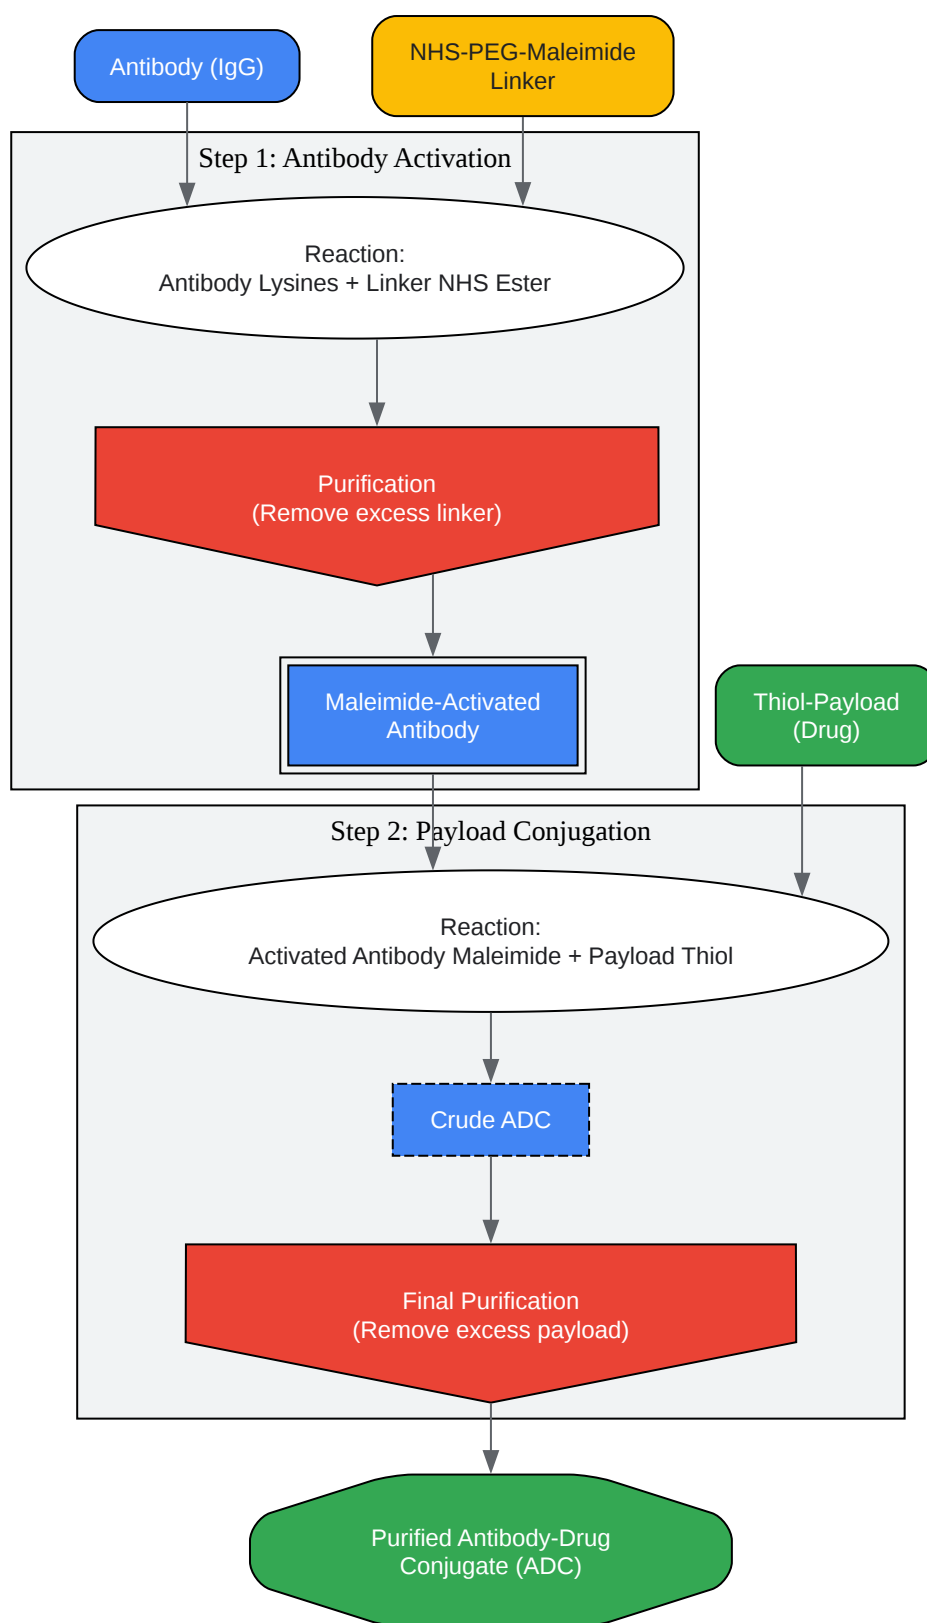 Antibody (IgG)
NHS-PEG-Maleimide
Linker
Step 1: Antibody Activation
Reaction:
Antibody Lysines + Linker NHS Ester
Purification
(Remove excess linker)
Maleimide-Activated
Antibody
Thiol-Payload
(Drug)
Step 2: Payload Conjugation
Reaction:
Activated Antibody Maleimide + Payload Thiol
Crude ADC
Final Purification
(Remove excess payload)
Purified Antibody-Drug
Conjugate (ADC)